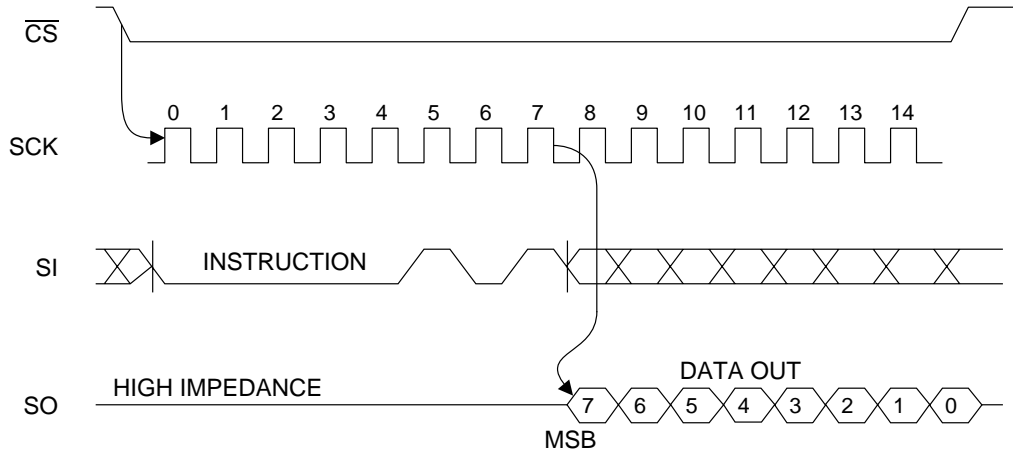 CS
0 1 2 3 4 5 6 7 8 9 10 11 12 13 14
SCK
SI
INSTRUCTION
HIGH IMPEDANCE
DATA OUT
SO
7 6 5 4 3 2 1 0
MSB